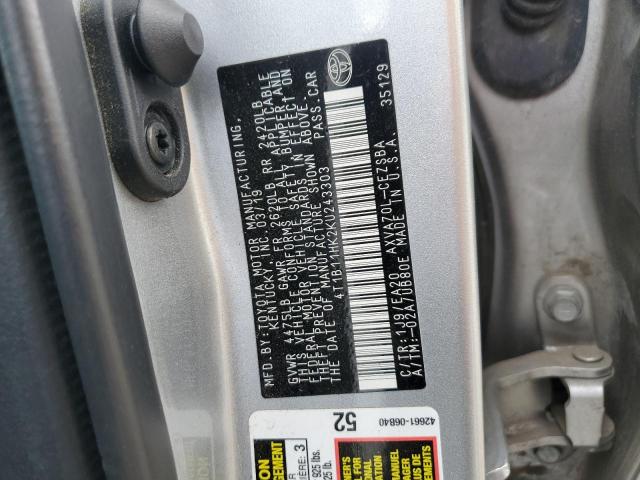 MFD. BY: TOYOTA MOTOR MANUFACTURING,
KENTUCKY, INC. 03/19
GVWR 4475LB GAWR FR 2620LB RR 2420LB
THIS VEHICLE CONFORMS TO ALL APPLICABLE
FEDERAL MOTOR VEHICLE SAFETY, BUMPER, AND
THEFT PREVENTION STANDARDS IN EFFECT ON
THE DATE OF MANUFACTURE SHOWN ABOVE.
4T1B11HK2KU243303 PASS. CAR
C/TR: 1J9/EA20 AXVA70L-CEZSBA
A/TM: -02A/UB80E MADE IN U.S.A.
35129
52
42661-06B40